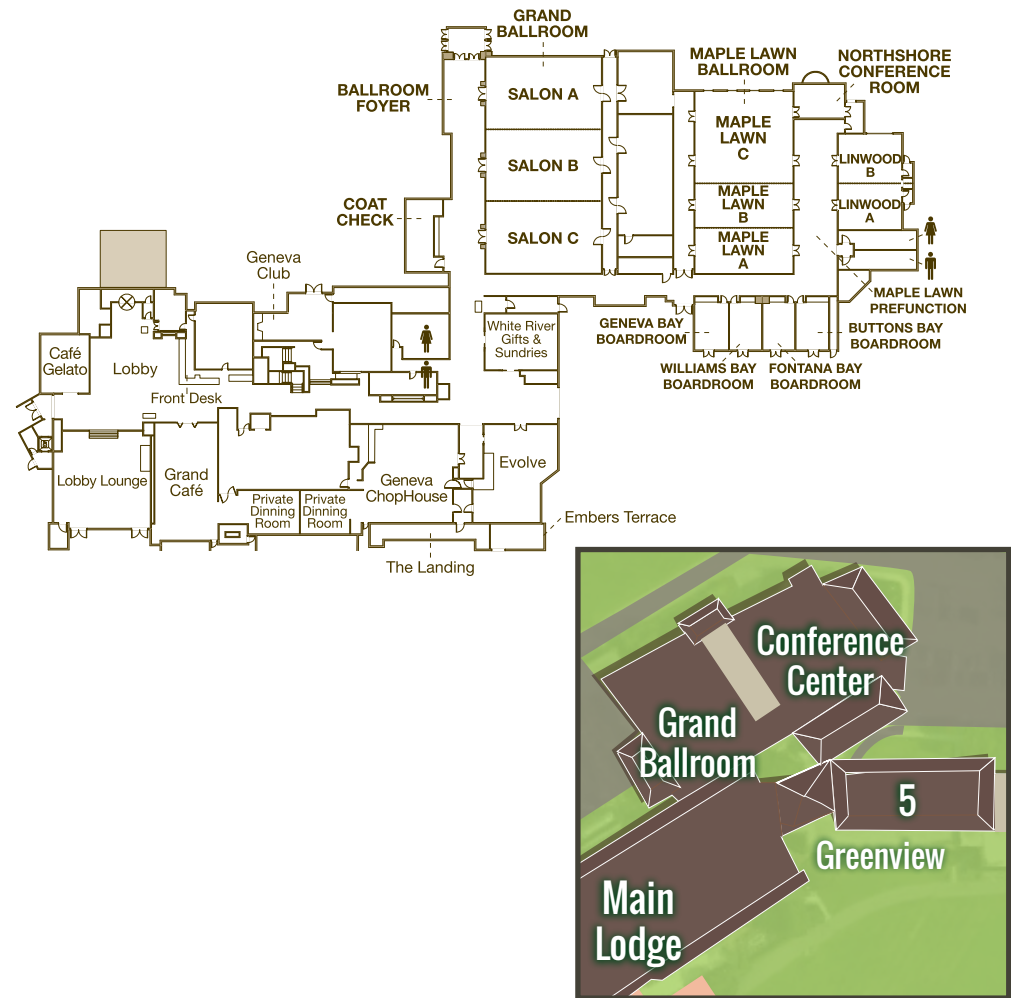 GRAND
BALLROOM
BALLROOM
FOYER
SALON A
SALON B
SALON C
COAT
CHECK
MAPLE LAWN
BALLROOM
NORTHSHORE
CONFERENCE
ROOM
MAPLE
LAWN
C
MAPLE
LAWN
B
MAPLE
LAWN
A
LINWOOD
B
LINWOOD
A
MAPLE LAWN
PREFUNCTION
GENEVA BAY
BOARDROOM
BUTTONS BAY
BOARDROOM
WILLIAMS BAY
BOARDROOM
FONTANA BAY
BOARDROOM
Geneva
Club
White River
Gifts &
Sundries
Café
Gelato
Lobby
Front Desk
Lobby Lounge
Grand
Café
Private
Dinning
Room
Private
Dinning
Room
Geneva
ChopHouse
Evolve
Embers Terrace
The Landing
Conference
Center
Grand
Ballroom
5
Greenview
Main
Lodge